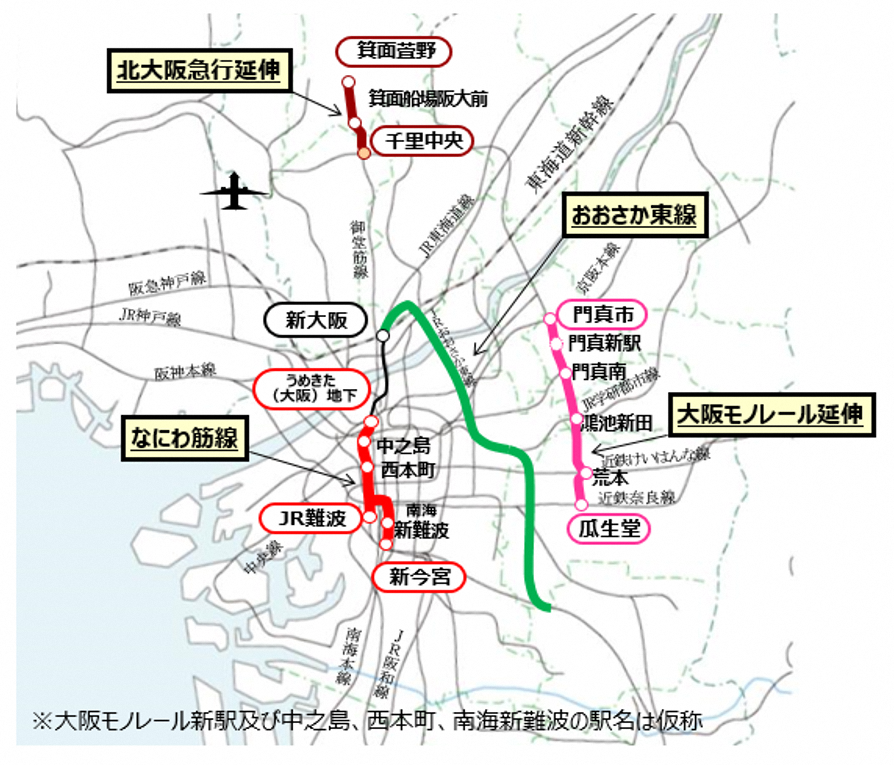 箕面萱野
北大阪急行延伸
箕面船場阪大前
千里中央
東海道新幹線
おおさか東線
JR東海道線
御堂筋線
京阪本線
阪急神戸線
JR神戸線
新大阪
門真市
門真新駅
阪神本線
門真南
うめきた
(大阪)地下
JR学研都市線
大阪モノレール延伸
鴻池新田
なにわ筋線
中之島
西本町
近鉄けいはんな線
荒本
近鉄奈良線
JR難波
南海
新難波
瓜生堂
中央線
新今宮
南海本線
JR阪和線
※大阪モノレール新駅及び中之島、西本町、南海新難波の駅名は仮称